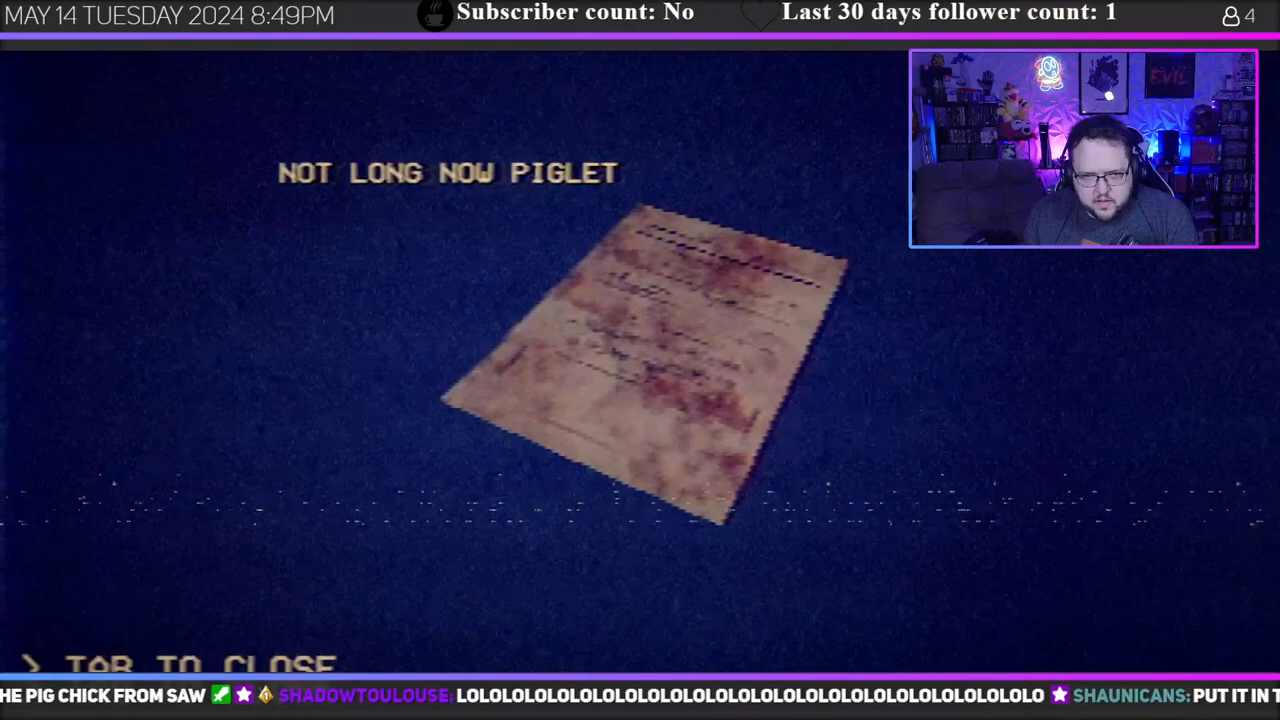 MAY 14 TUESDAY 2024 8:49PM
Subscriber count: No
Last 30 days follower count: 1
4
EVIL
NOT LONG NOW PIGLET
> TAB TO CLOSE
HE PIG CHICK FROM SAW SHADOWTOULOUSE: LOLOLOLOLOLOLOLOLOLOLOLOLOLOLOLOLOLOLOLOLOLOLOLOLO SHAUNICANS: PUT IT IN T